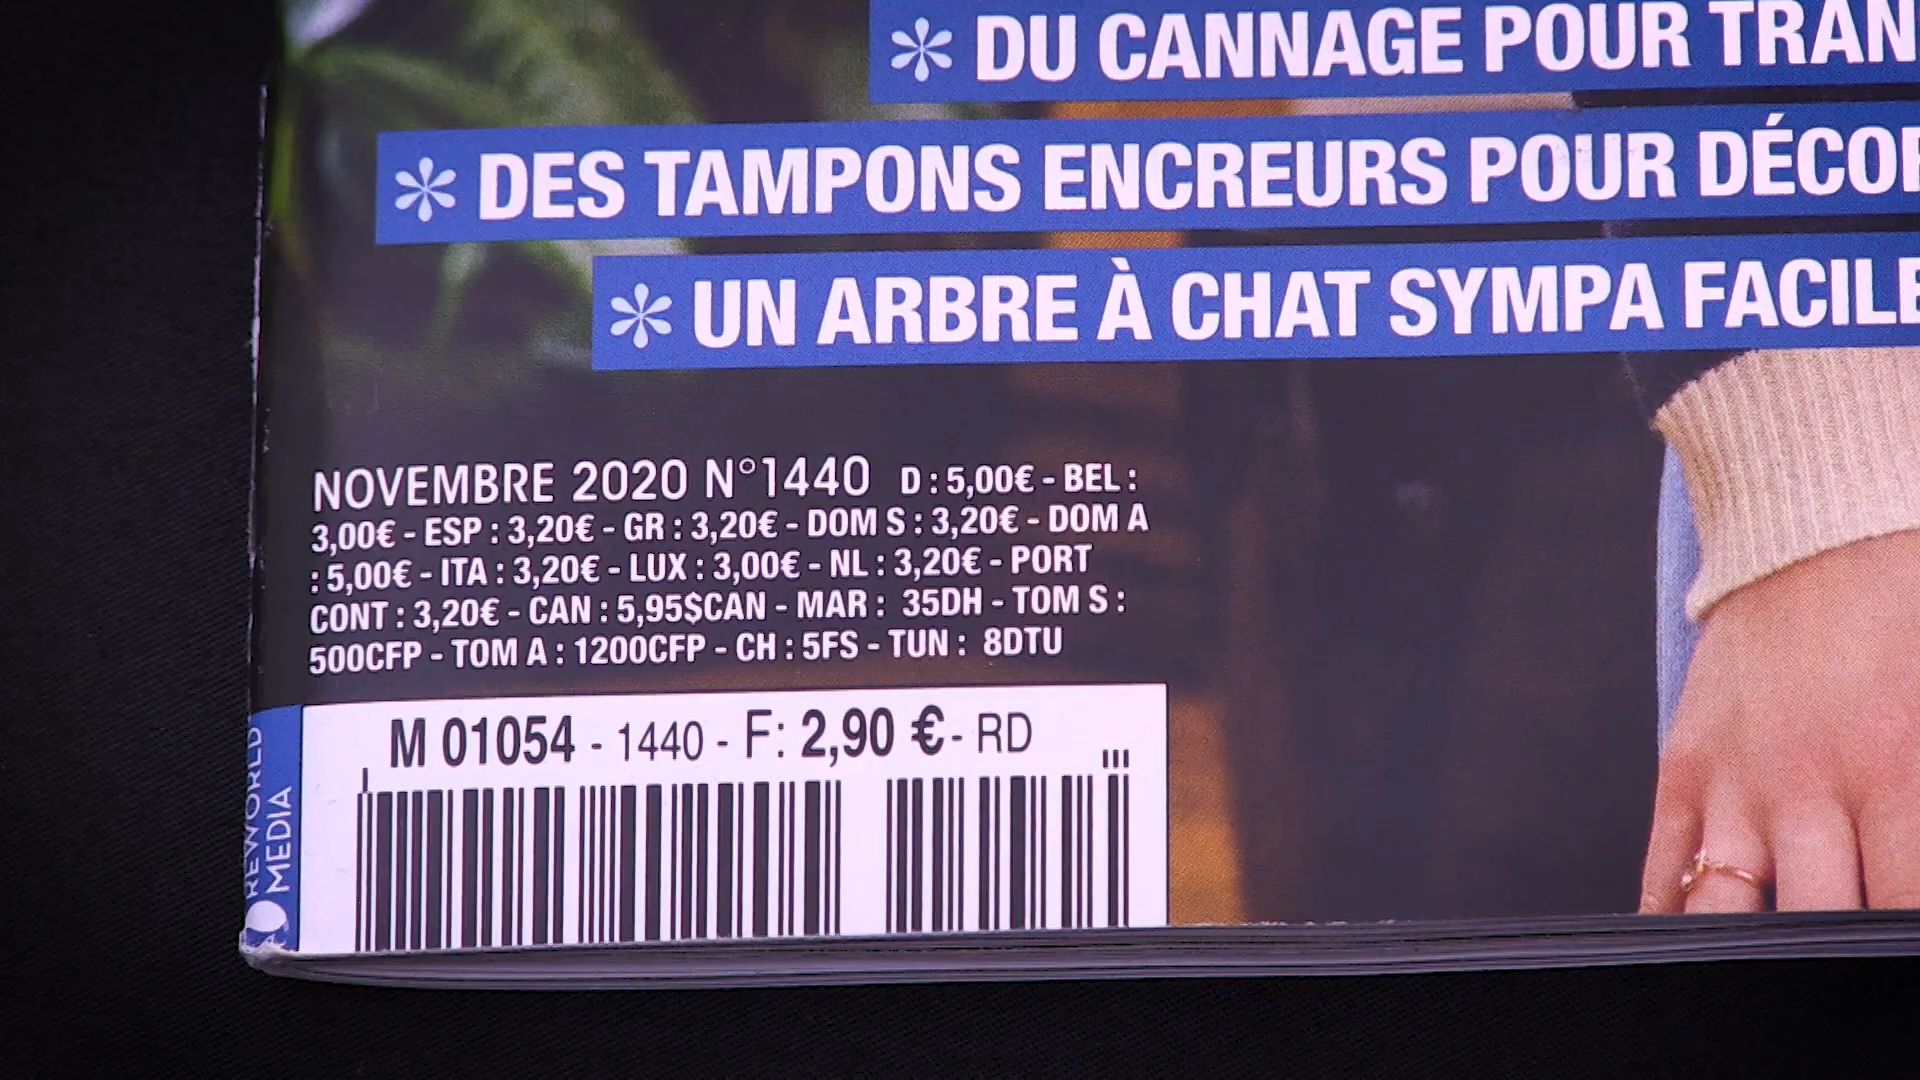 * DU CANNAGE POUR TRAN
* DES TAMPONS ENCREURS POUR DÉCO
* UN ARBRE À CHAT SYMPA FACILE
NOVEMBRE 2020 N°1440 D : 5,00€ - BEL :
3,00€ - ESP : 3,20€ - GR : 3,20€ - DOM S : 3,20€ - DOM A
: 5,00€ - ITA : 3,20€ - LUX : 3,00€ - NL : 3,20€ - PORT
CONT : 3,20€ - CAN : 5,95$CAN - MAR : 35DH - TOM S :
500CFP - TOM A : 1200CFP - CH : 5FS - TUN : 8DTU
M 01054 - 1440 - F: 2,90 € - RD
REWORLD
MEDIA